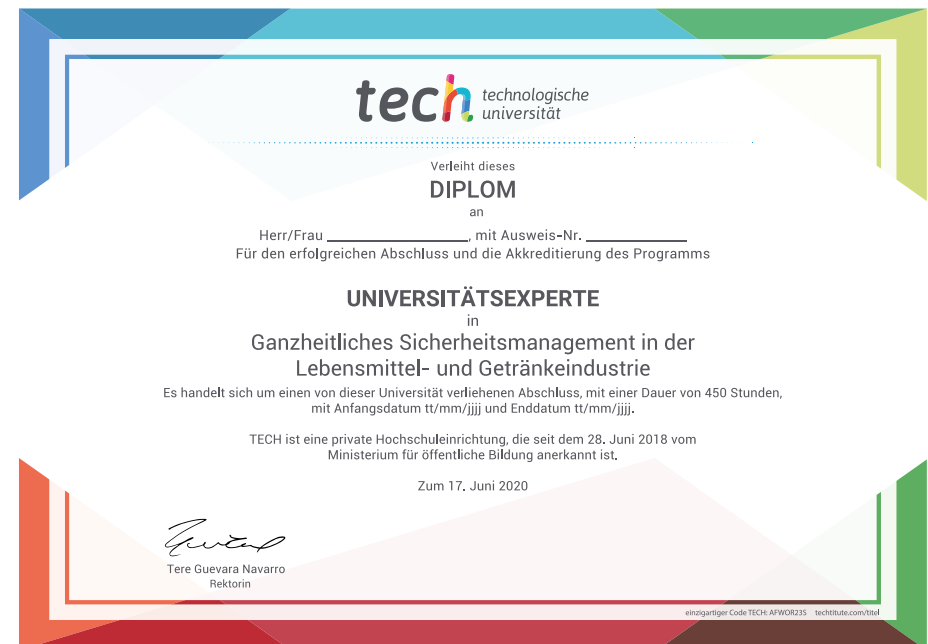 tech technologische
universität
Verleiht dieses
DIPLOM
an
Herr/Frau ______________, mit Ausweis-Nr. __________
Für den erfolgreichen Abschluss und die Akkreditierung des Programms
UNIVERSITÄTSEXPERTE
in
Ganzheitliches Sicherheitsmanagement in der
Lebensmittel- und Getränkeindustrie
Es handelt sich um einen von dieser Universität verliehenen Abschluss, mit einer Dauer von 450 Stunden,
mit Anfangsdatum tt/mm/jjjj und Enddatum tt/mm/jjjj.
TECH ist eine private Hochschuleinrichtung, die seit dem 28. Juni 2018 vom
Ministerium für öffentliche Bildung anerkannt ist.
Zum 17. Juni 2020
Tere Guevara Navarro
Rektorin
einzigartiger Code TECH: AFWOR23S techtitute.com/titel